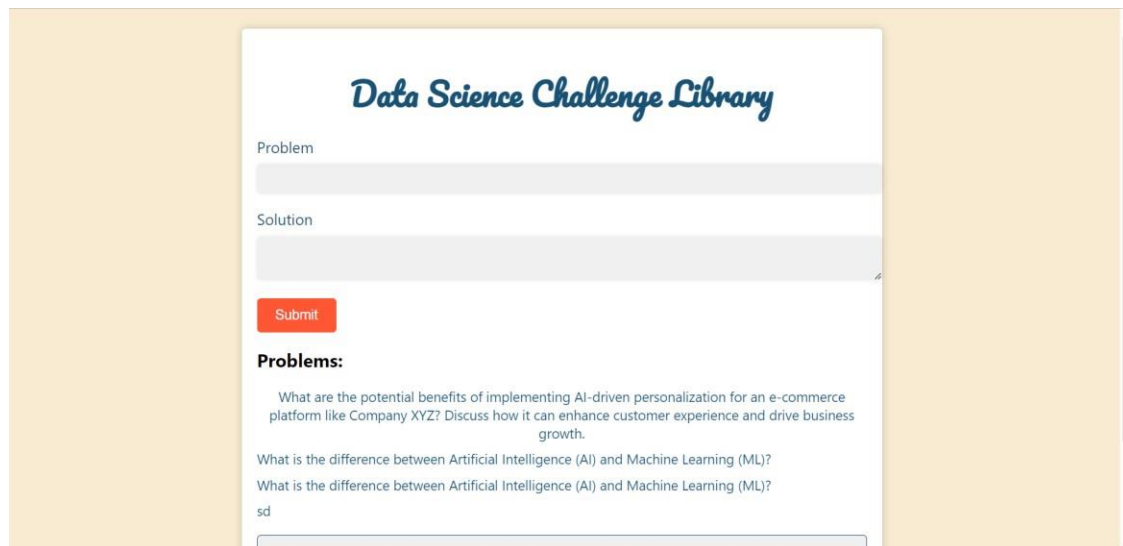 Data Science Challenge Library
Problem
Solution
Submit
Problems:
What are the potential benefits of implementing AI-driven personalization for an e-commerce
platform like Company XYZ? Discuss how it can enhance customer experience and drive business
growth.
What is the difference between Artificial Intelligence (AI) and Machine Learning (ML)?
What is the difference between Artificial Intelligence (AI) and Machine Learning (ML)?
sd